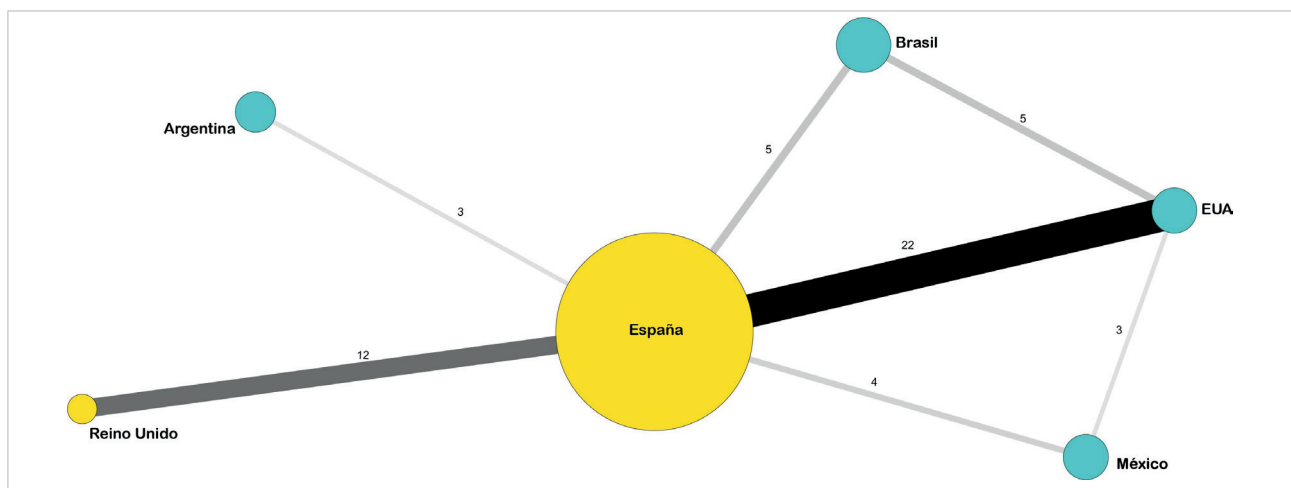 Brasil
5
Argentina
5
3
EUA
22
España
3
12
4
Reino Unido
México